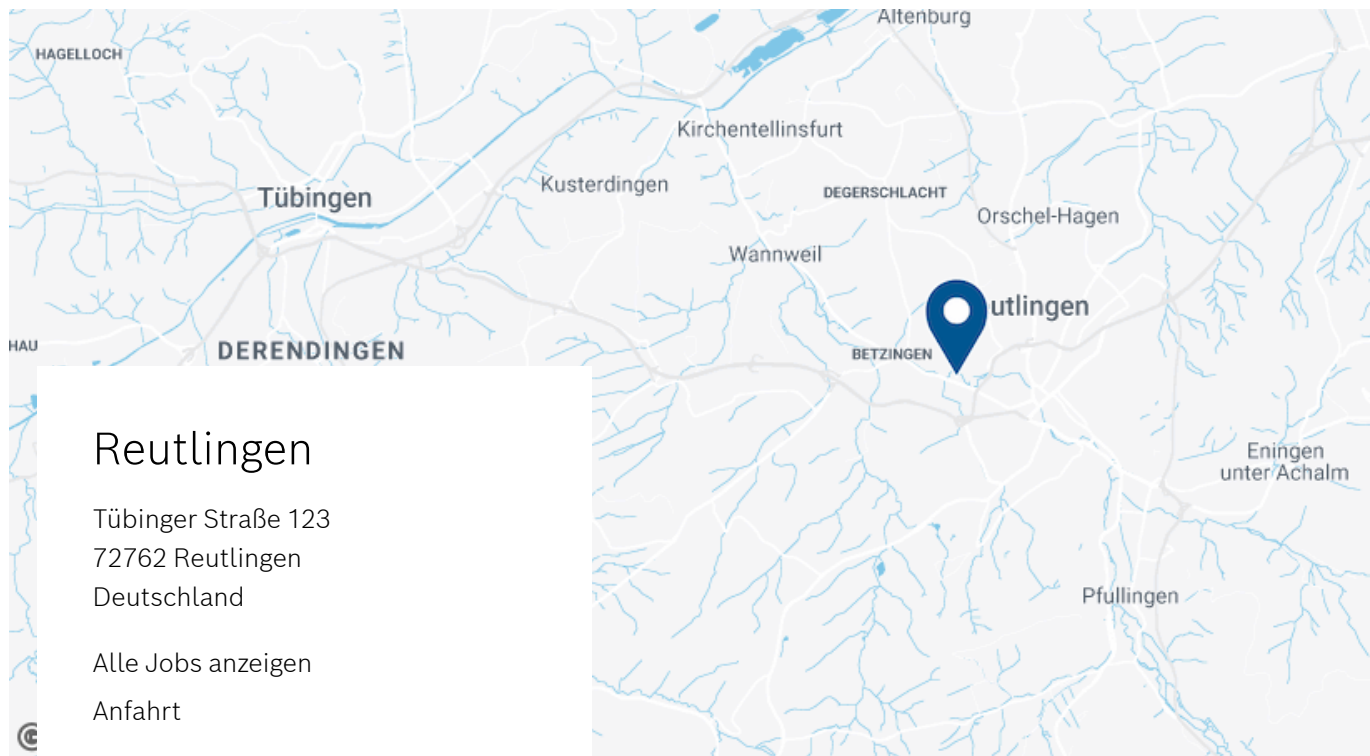 Altenburg
HAGELLOCH
Kirchentellinsfurt
Kusterdingen
DEGERSCHLACHT
Tübingen
Orschel-Hagen
Wannweil
utlingen
HAU
DERENDINGEN
BETZINGEN
Eningen
unter Achalm
Pfullingen
Reutlingen
Tübinger Straße 123
72762 Reutlingen
Deutschland
Alle Jobs anzeigen
Anfahrt